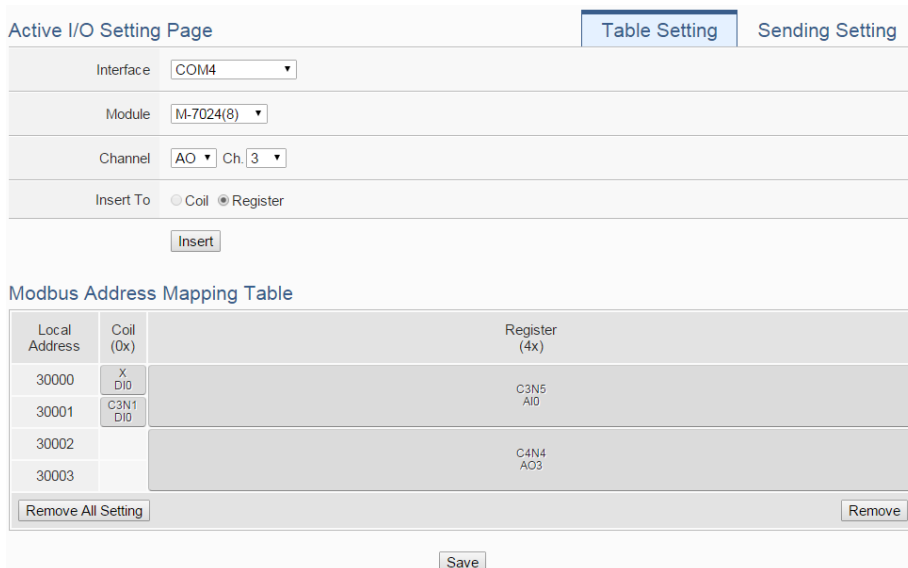 Active I/O Setting Page
Table Setting
Sending Setting
Interface COM4
Module M-7024(8)
Channel AO Ch. 3
Insert To Coil Register
Insert
Modbus Address Mapping Table
Local Address
Coil (0x)
Register (4x)
30000
X
DI0
C3N5
AI0
30001
C3N1
DI0
30002
C4N4
AO3
30003
Remove All Setting
Remove
Save